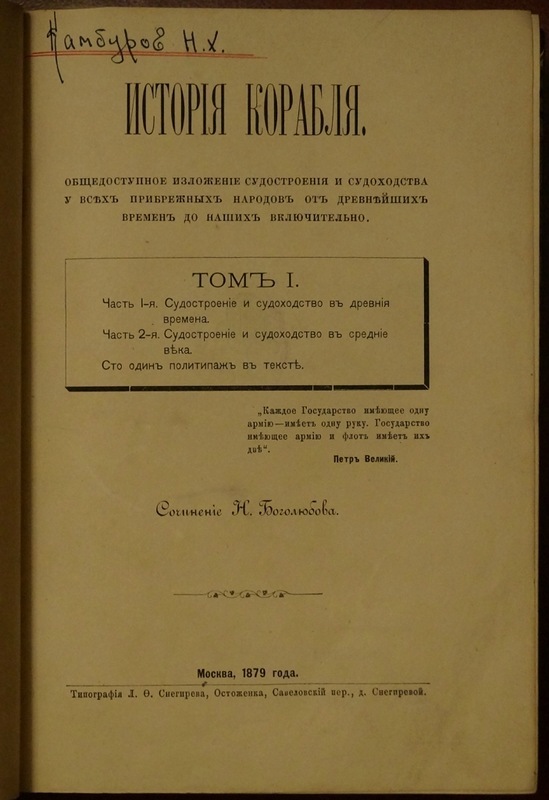 Камбуров Н.Х.
ИСТОРІЯ КОРАБЛЯ.
ОБЩЕДОСТУПНОЕ ИЗЛОЖЕНІЕ СУДОСТРОЕНІЯ И СУДОХОДСТВА
У ВСѢХЪ ПРИБРЕЖНЫХЪ НАРОДОВЪ ОТЪ ДРЕВНѢЙШИХЪ
ВРЕМЕНЪ ДО НАШИХЪ ВКЛЮЧИТЕЛЬНО.
ТОМЪ I.
Часть I-я. Судостроеніе и судоходство въ древнія
времена.
Часть 2-я. Судостроеніе и судоходство въ средніе
вѣка.
Сто одинъ политипажъ въ текстѣ.
„Каждое Государство имѣющее одну
армію—имѣетъ одну руку. Государство
имѣющее армію и флотъ имѣетъ ихъ
двѣ“.
Петръ Великій.
Сочиненіе Н. Боголюбова.
Москва, 1879 года.
Типографія Л. Ѳ. Снегирева, Остоженка, Савеловскій пер., д. Снегиревой.